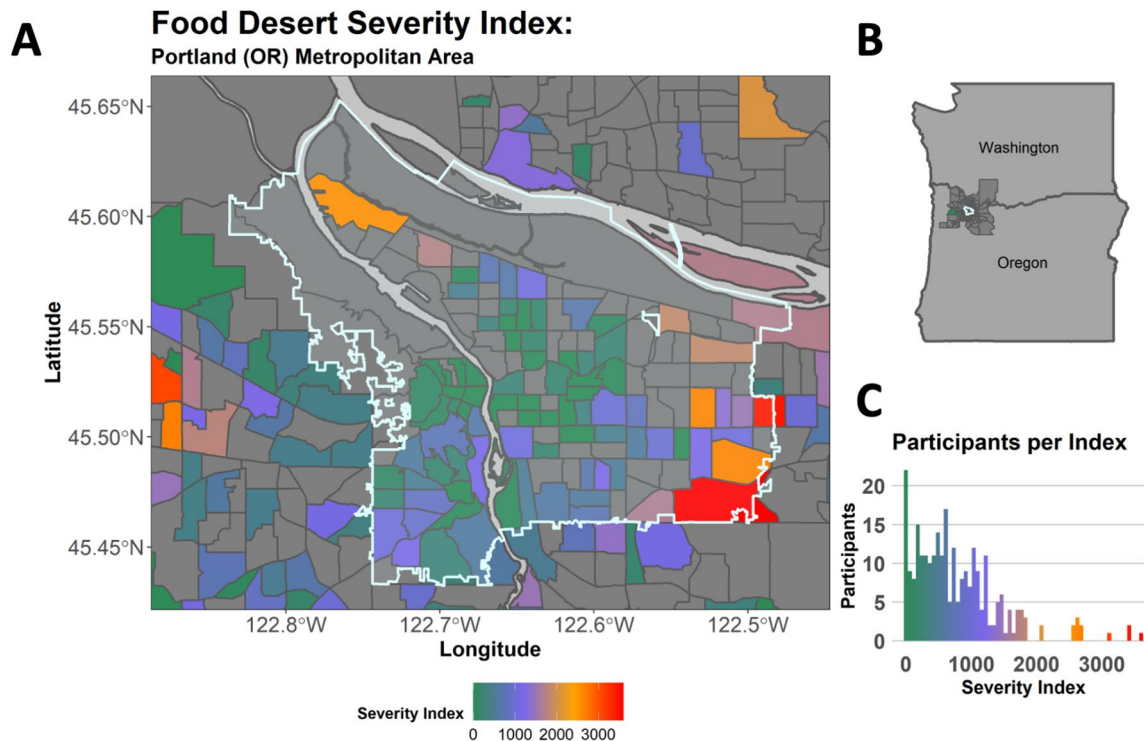 A
Food Desert Severity Index:
Portland (OR) Metropolitan Area
45.65°N
45.60°N
45.55°N
45.50°N
45.45°N
Latitude
122.8°W
122.7°W
122.6°W
122.5°W
Longitude
Severity Index
0
1000
2000
3000
B
Washington
Oregon
C
Participants per Index
20
15
10
5
0
Participants
0
1000
2000
3000
Severity Index